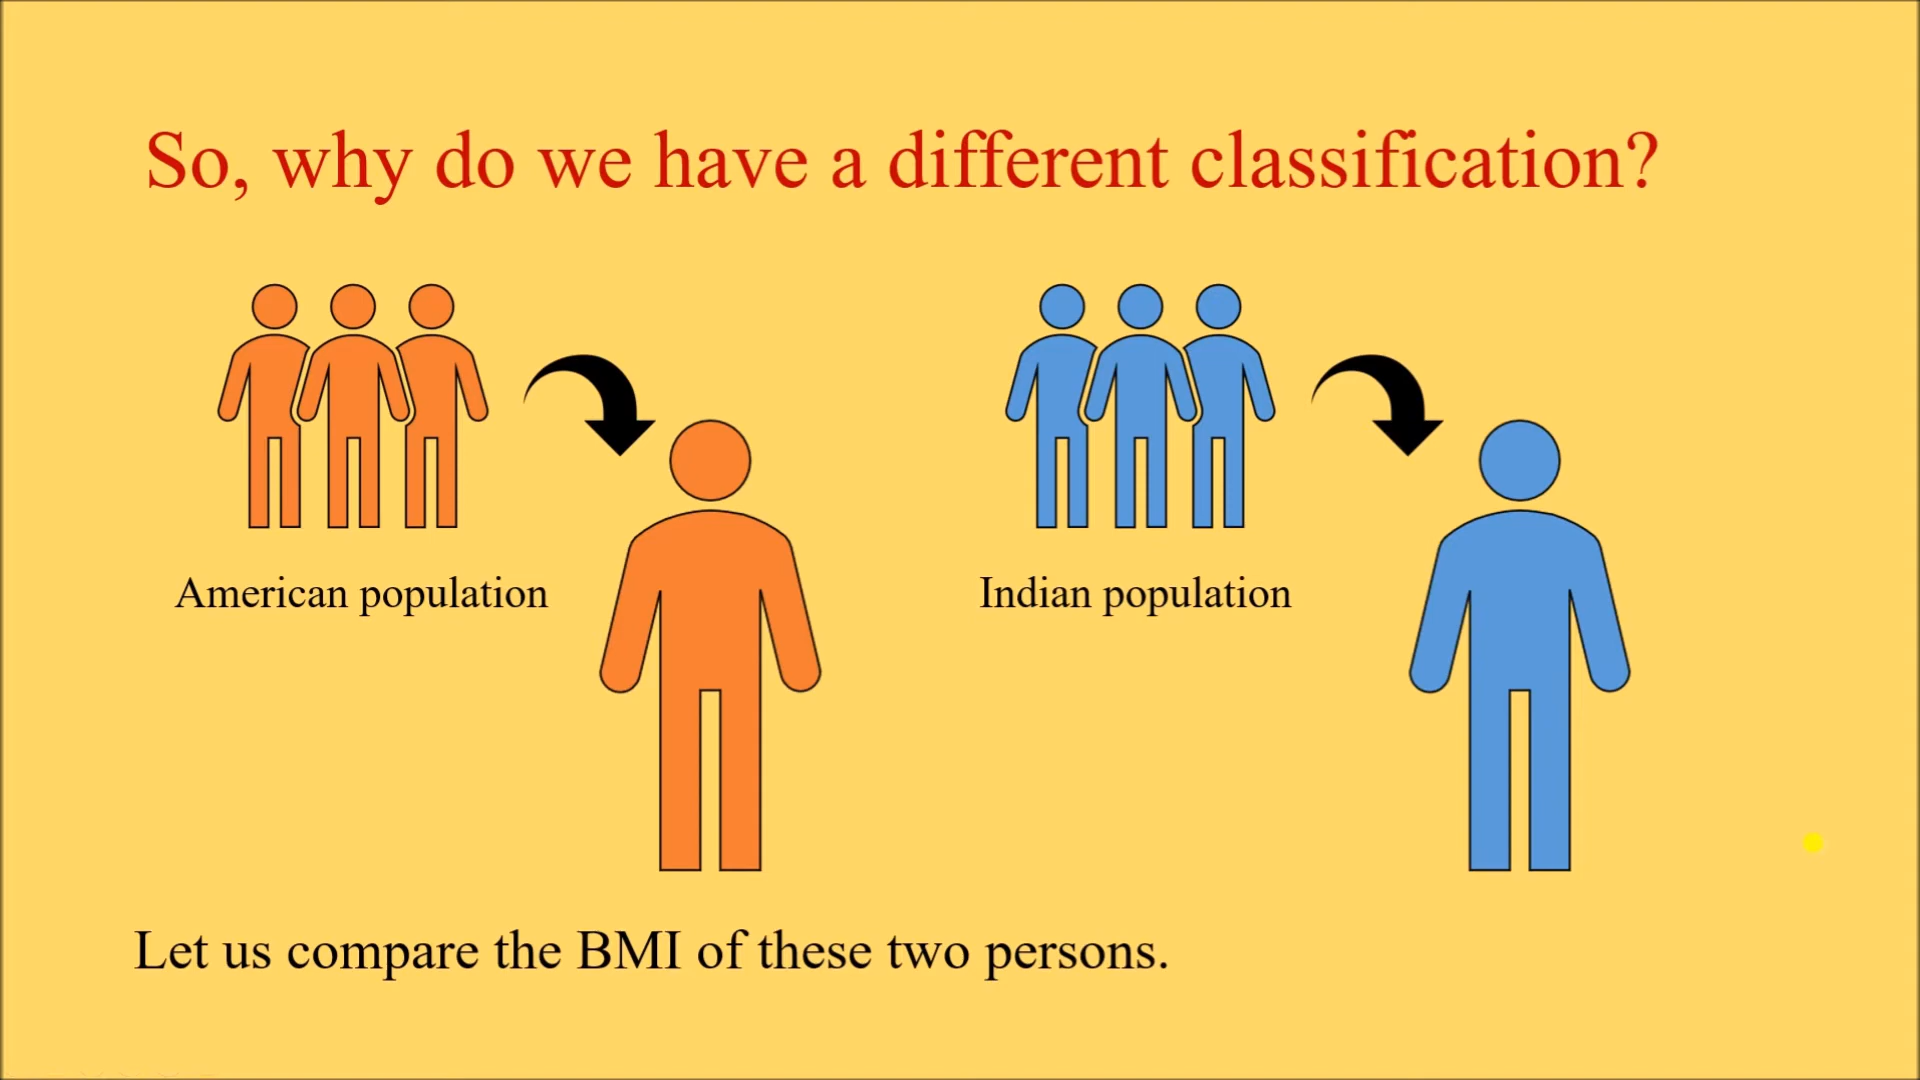 So, why do we have a different classification?
American population
Indian population
Let us compare the BMI of these two persons.